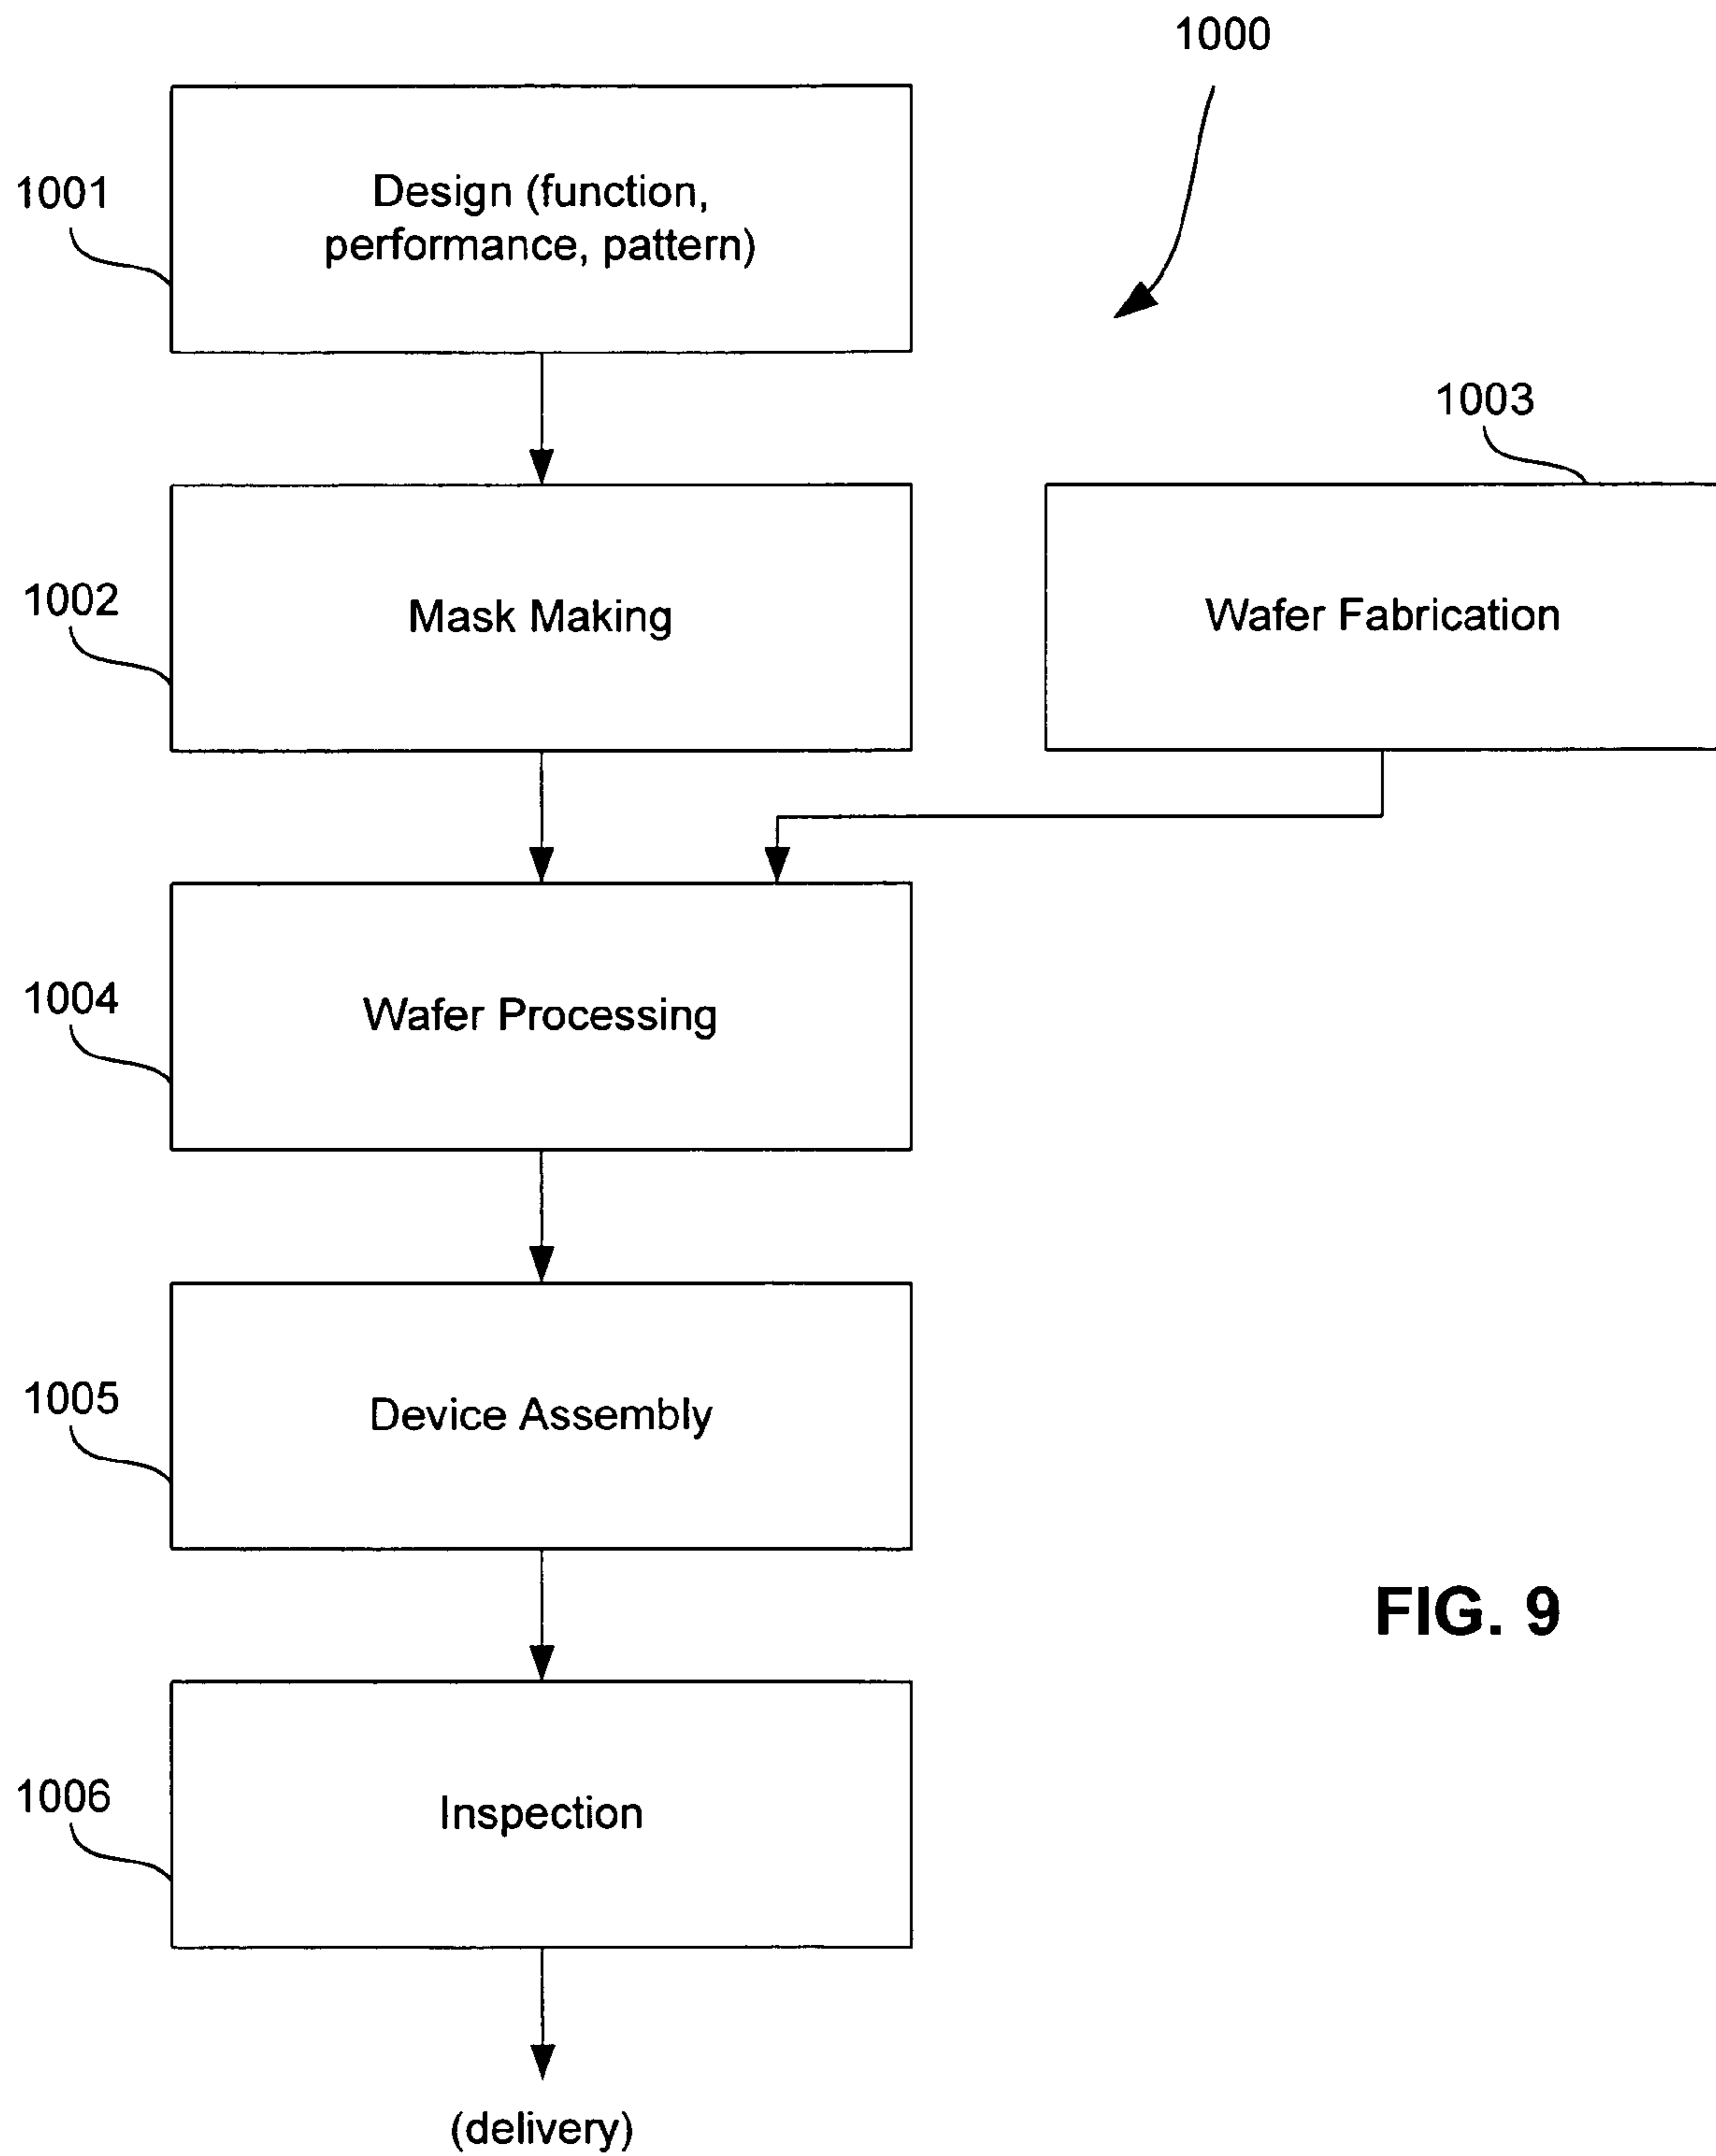 1000
1001
Design (function,
performance, pattern)
1003
1002
Mask Making
Wafer Fabrication
1004
Wafer Processing
1005
Device Assembly
FIG. 9
1006
Inspection
(delivery)